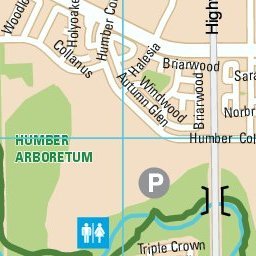 Woodlo
Holyoake
Humber Co
High
Collanus
Halesia
Briarwood
Sara
Windwood
Autumn Glen
Briarwood
Norbr
Humber Col
HUMBER
ARBORETUM
P
Triple Crown